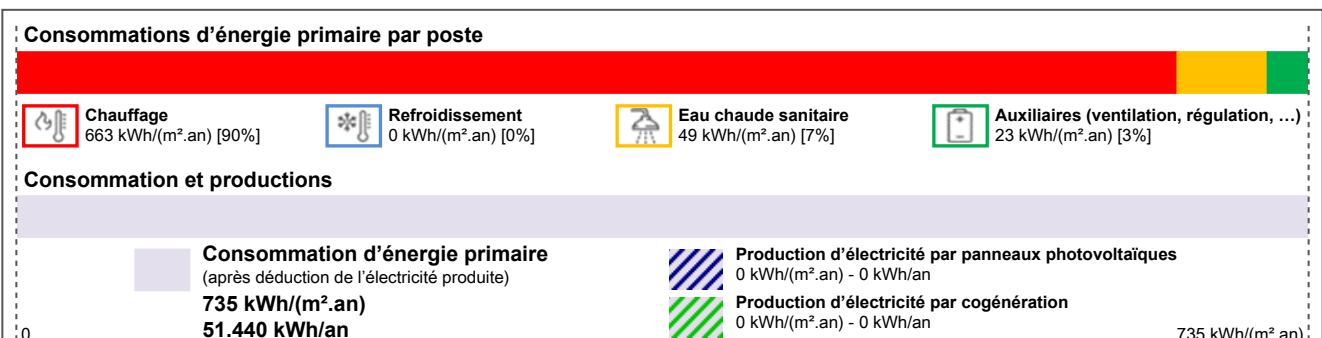 Consommations d’énergie primaire par poste
Chauffage
663 kWh/(m².an) [90%]
Refroidissement
0 kWh/(m².an) [0%]
Eau chaude sanitaire
49 kWh/(m².an) [7%]
Auxiliaires (ventilation, régulation, …)
23 kWh/(m².an) [3%]
Consommation et productions
Consommation d’énergie primaire
(après déduction de l’électricité produite)
735 kWh/(m².an)
51.440 kWh/an
Production d’électricité par panneaux photovoltaïques
0 kWh/(m².an) - 0 kWh/an
Production d’électricité par cogénération
0 kWh/(m².an) - 0 kWh/an
0
735 kWh/(m².an)